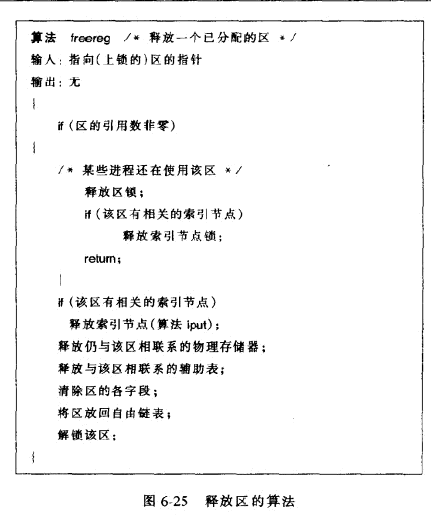 算法 freereg /* 释放一个已分配的区 */
输入: 指向(上锁的)区的指针
输出: 无
{
if (区的引用数非零)
{
/* 某些进程还在使用该区 */
释放区锁;
if (该区有相关的索引节点)
释放索引节点锁;
return;
}
if (该区有相关的索引节点)
释放索引节点(算法 iput);
释放仍与该区相联系的物理存储器;
释放与该区相联系的辅助表;
清除区的各字段;
将区放回自由链表;
解锁该区;
}
图 6-25 释放区的算法